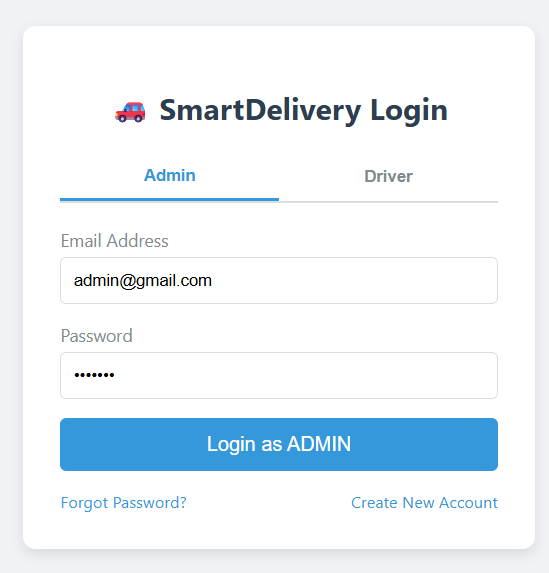 SmartDelivery Login
Admin Driver
Email Address
admin@gmail.com
Password
•••••••
Login as ADMIN
Forgot Password? Create New Account